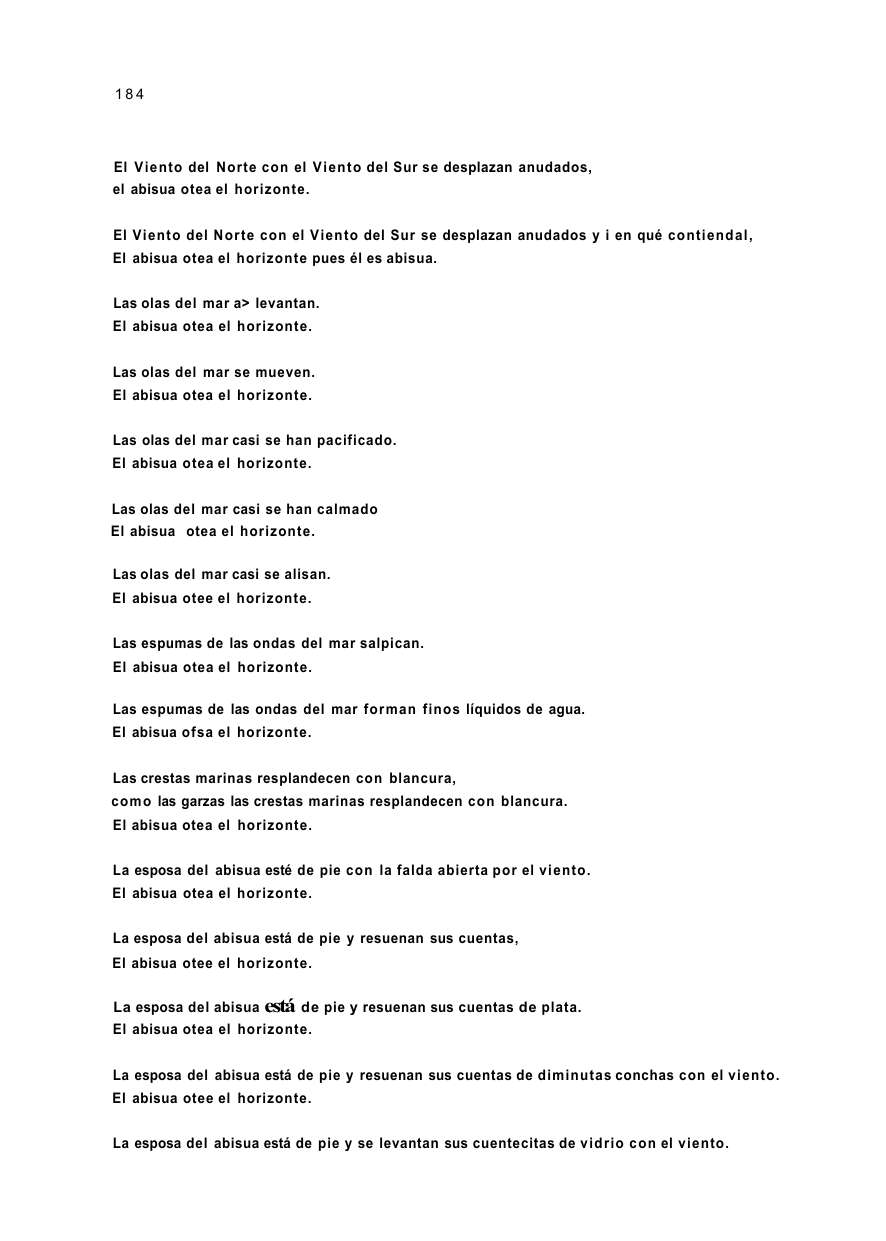 184
El Viento del Norte con el Viento del Sur se desplazan anudados,
el abisua otea el horizonte.
El Viento del Norte con el Viento del Sur se desplazan anudados y i en qué contiendal,
El abisua otea el horizonte pues él es abisua.
Las olas del mar a> levantan.
El abisua otea el horizonte.
Las olas del mar se mueven.
El abisua otea el horizonte.
Las olas del mar casi se han pacificado.
El abisua otea el horizonte.
Las olas del mar casi se han calmado
El abisua otea el horizonte.
Las olas del mar casi se alisan.
El abisua otee el horizonte.
Las espumas de las ondas del mar salpican.
El abisua otea el horizonte.
Las espumas de las ondas del mar forman finos líquidos de agua.
El abisua ofsa el horizonte.
Las crestas marinas resplandecen con blancura,
como las garzas las crestas marinas resplandecen con blancura.
El abisua otea el horizonte.
La esposa del abisua esté de pie con la falda abierta por el viento.
El abisua otea el horizonte.
La esposa del abisua está de pie y resuenan sus cuentas,
El abisua otee el horizonte.
La esposa del abisua está de pie y resuenan sus cuentas de plata.
El abisua otea el horizonte.
La esposa del abisua está de pie y resuenan sus cuentas de diminutas conchas con el viento.
El abisua otee el horizonte.
La esposa del abisua está de pie y se levantan sus cuentecitas de vidrio con el viento.